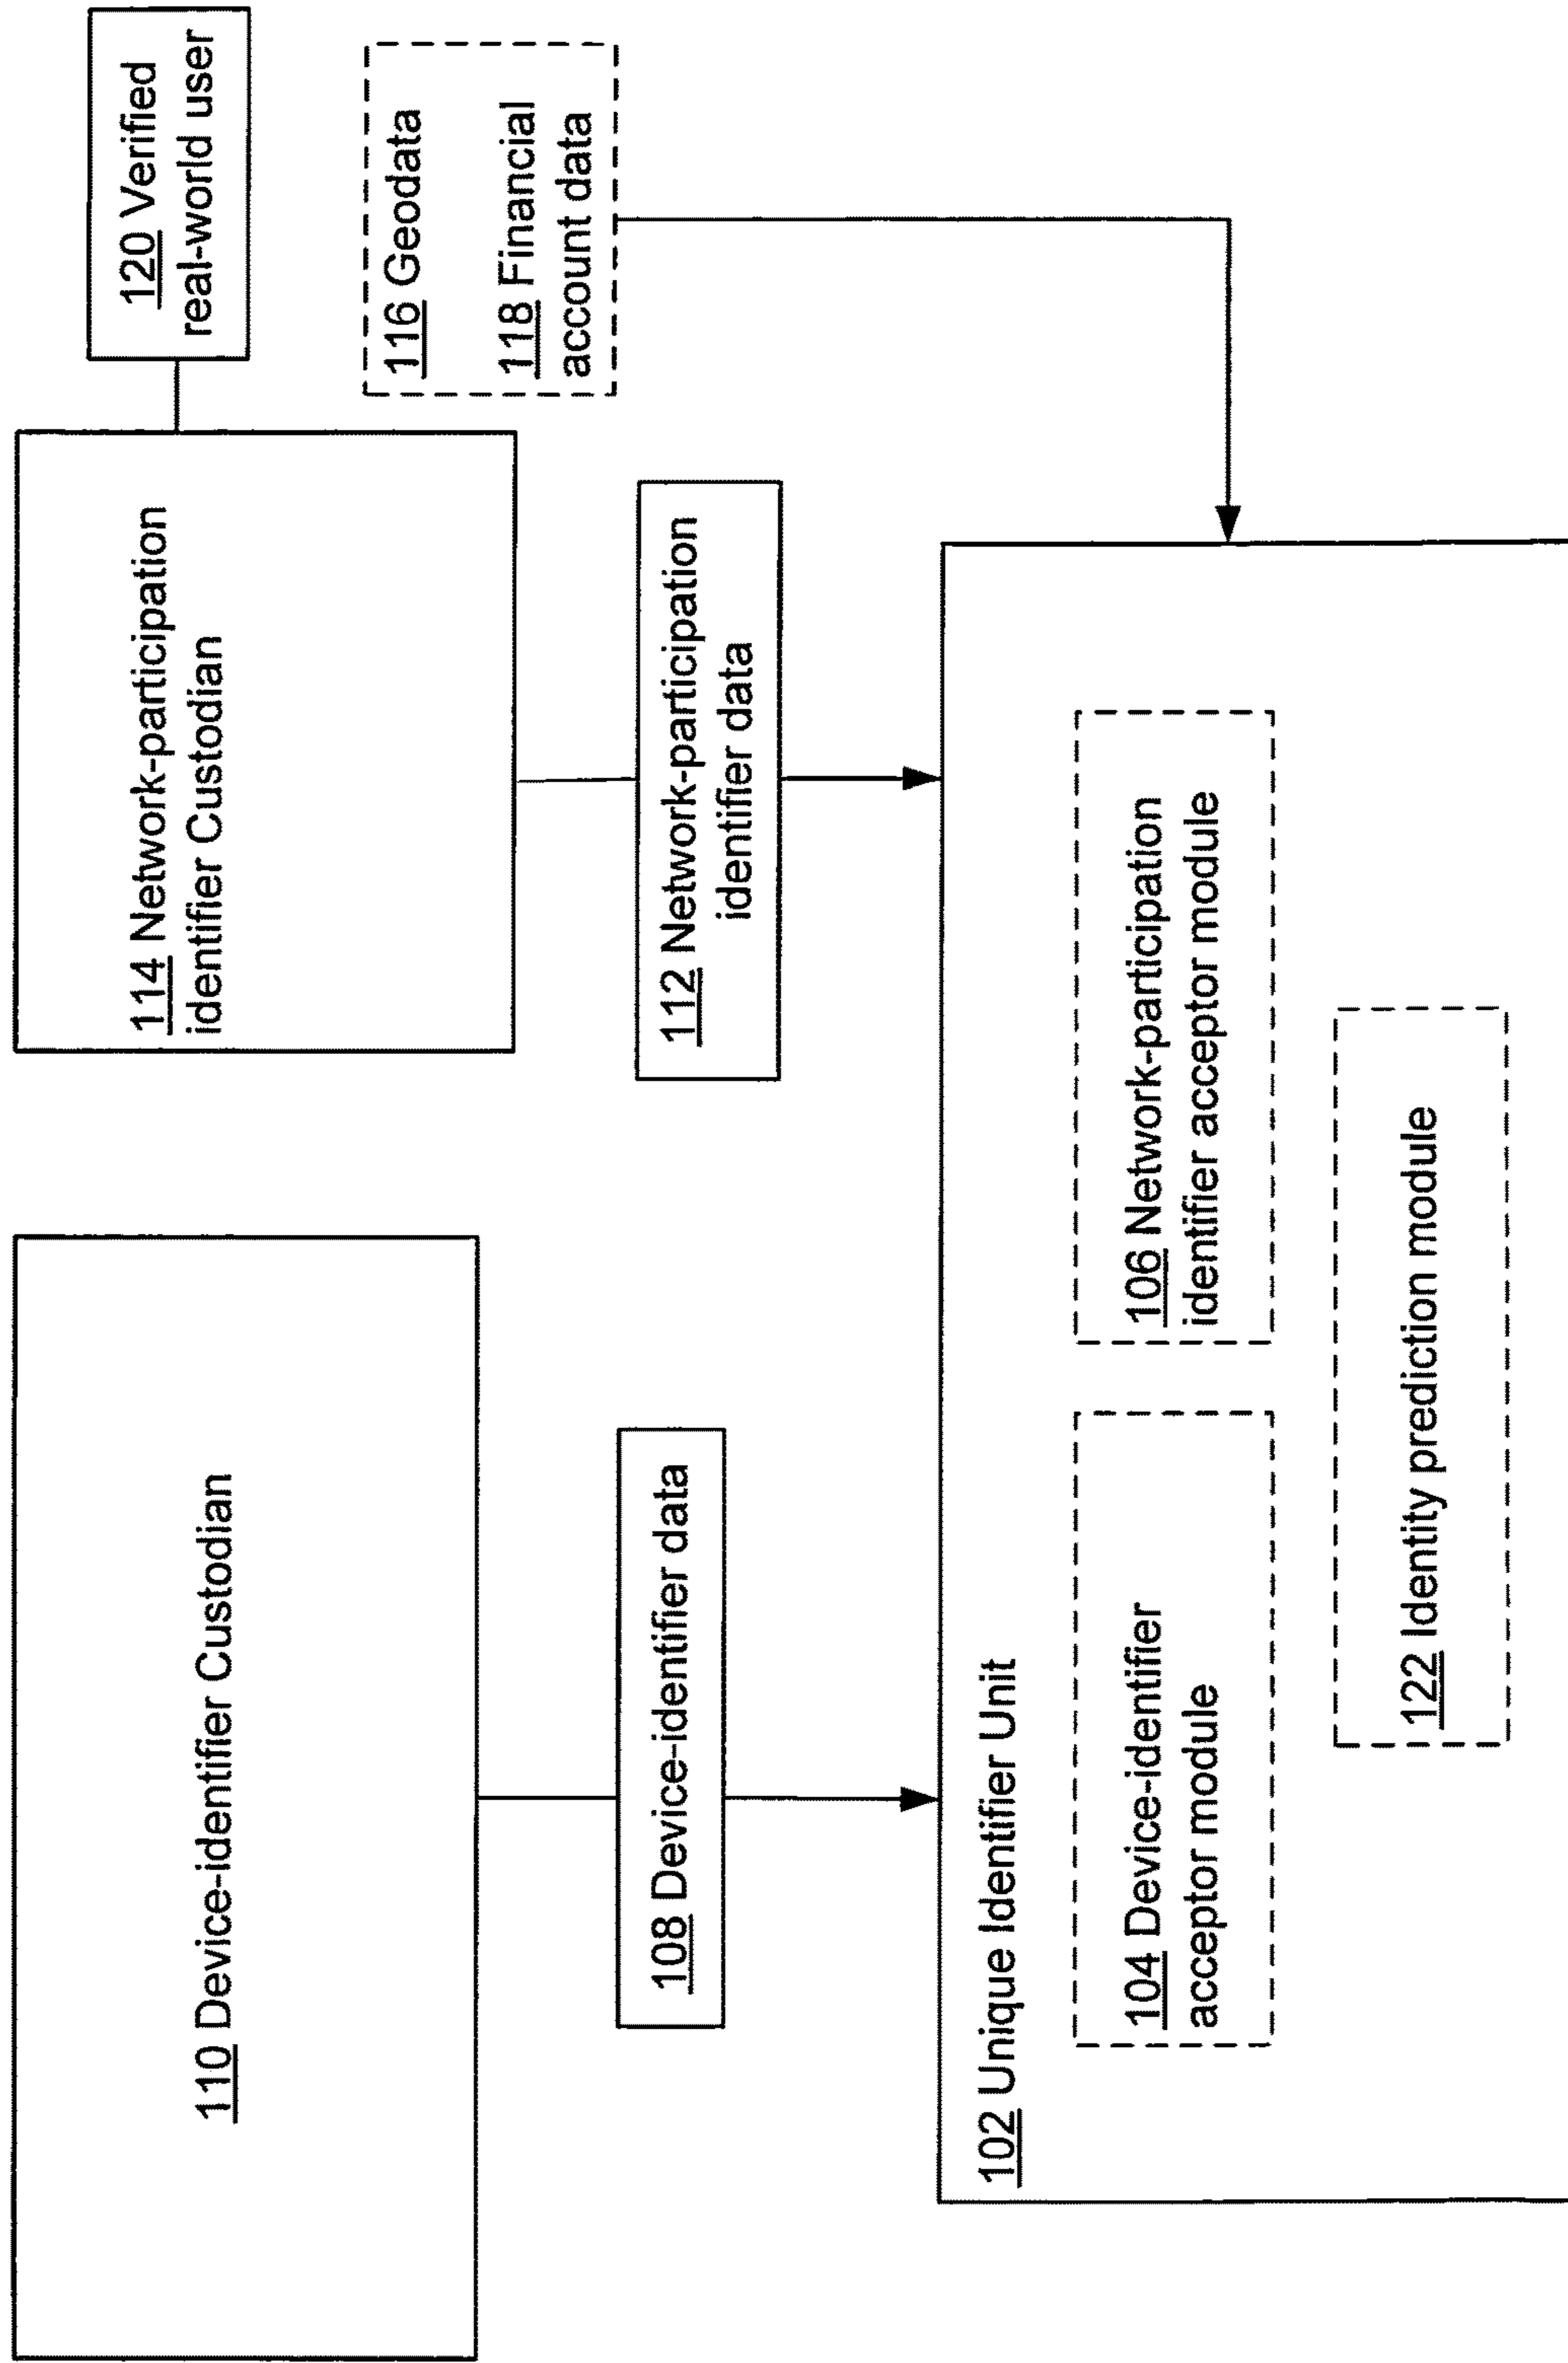 110 Device-identifier Custodian
114 Network-participation
identifier Custodian
120 Verified
real-world user
116 Geodata
118 Financial
account data
108 Device-identifier data
112 Network-participation
identifier data
102 Unique Identifier Unit
104 Device-identifier
acceptor module
106 Network-participation
identifier acceptor module
122 Identity prediction module